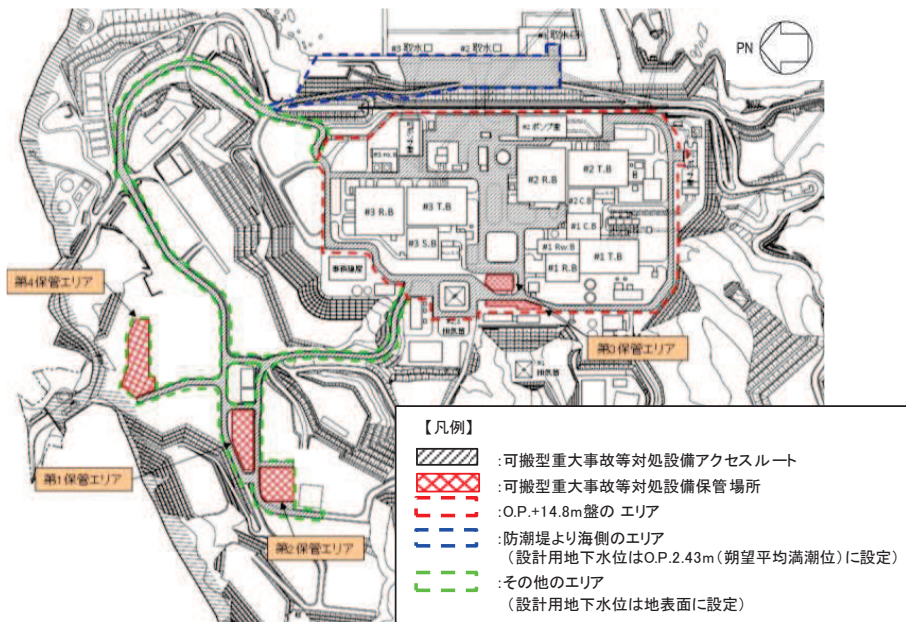 #3 取水口
#2 取水口
#1 取水口
PN
#2 ポンプ室
#2 R.B
#2 T.B
#2 C.B
#3 R.B
#3 T.B
#1 C.B
#3 S.B
#1 Rw.B
#1 R.B
#1 T.B
事務建屋
排気筒
第4保管エリア
第3保管エリア
第1保管エリア
第2保管エリア
【凡例】
:可搬型重大事故等対処設備アクセスルート
:可搬型重大事故等対処設備保管場所
:O.P.+14.8m盤の エリア
:防潮堤より海側のエリア
(設計用地下水位はO.P.2.43m(朔望平均満潮位)に設定)
:その他のエリア
(設計用地下水位は地表面に設定)